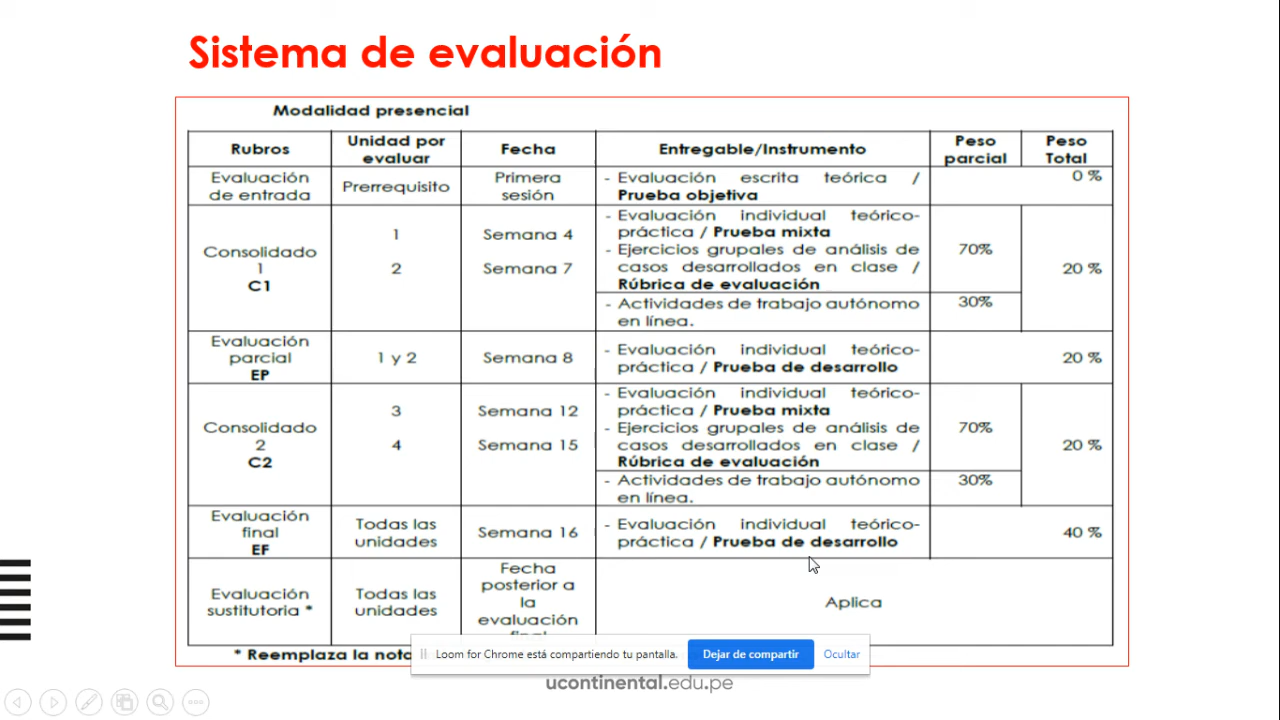 Sistema de evaluación
Modalidad presencial
Rubros
Unidad por
evaluar
Fecha
Entregable/Instrumento
Peso
parcial
Peso
Total
Evaluación
de entrada
Prerrequisito
Primera
sesión
- Evaluación escrita teórica /
Prueba objetiva
0 %
Consolidado
1
C1
1
2
Semana 4
Semana 7
- Evaluación individual teórico-
práctica / Prueba mixta
- Ejercicios grupales de análisis de
casos desarrollados en clase /
Rúbrica de evaluación
70%
- Actividades de trabajo autónomo
en línea.
30%
20 %
Evaluación
parcial
EP
1 y 2
Semana 8
- Evaluación individual teórico-
práctica / Prueba de desarrollo
20 %
Consolidado
2
C2
3
4
Semana 12
Semana 15
- Evaluación individual teórico-
práctica / Prueba mixta
- Ejercicios grupales de análisis de
casos desarrollados en clase /
Rúbrica de evaluación
70%
- Actividades de trabajo autónomo
en línea.
30%
20 %
Evaluación
final
EF
Todas las
unidades
Semana 16
- Evaluación individual teórico-
práctica / Prueba de desarrollo
40 %
Evaluación
sustitutoria *
Todas las
unidades
Fecha
posterior a
la
evaluación
Aplica
* Reemplaza la nota
Loom for Chrome está compartiendo tu pantalla.
Dejar de compartir
Ocultar
ucontinental.edu.pe